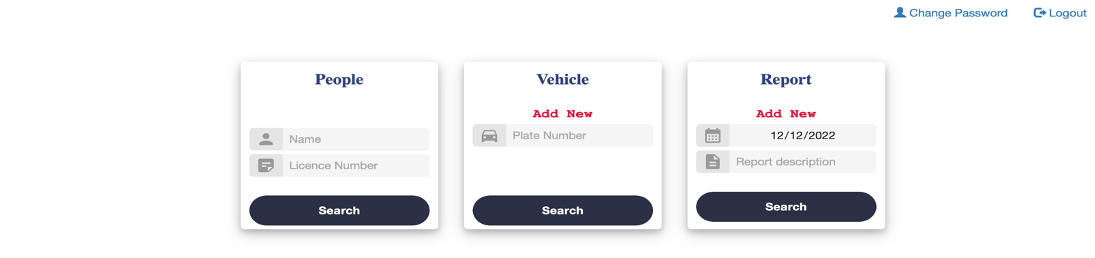 Change Password
Logout
People
Name
Licence Number
Search
Vehicle
Add New
Plate Number
Search
Report
Add New
12/12/2022
Report description
Search